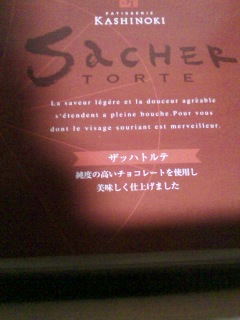 PATISSERIE
KASHINOKI
SACHER
TORTE
La saveur légére et la douceur agréable
s'étendent a pleine bouche.Pour vous
dont le visage souriant est merveilleur.
ザッハトルテ
純度の高いチョコレートを使用し
美味しく仕上げました